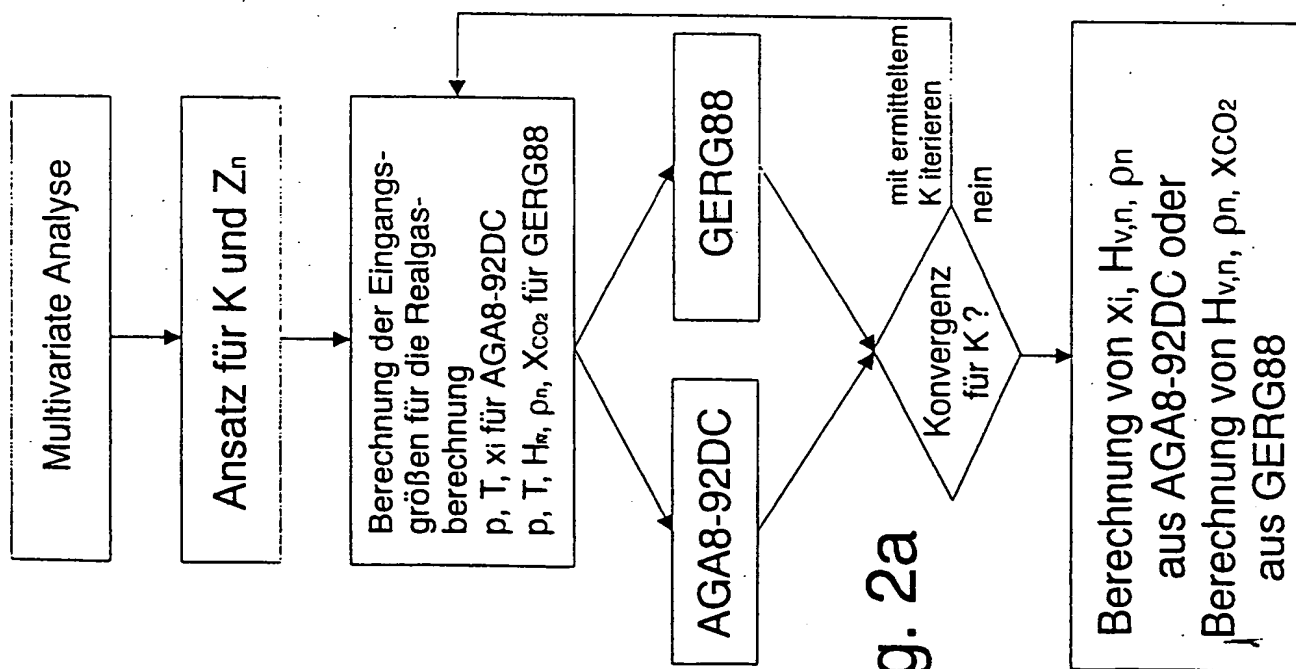 Multivariate Analyse
Ansatz für K und Zn
Berechnung der Eingangs-
größen für die Realgas-
berechnung
p, T, xi für AGA8-92DC
p, T, ρn, XCO2 für GERG88
AGA8-92DC
GERG88
Konvergenz
für K ?
mit ermitteltem
K iterieren
nein
Berechnung von xi, Hv,n, ρn
aus AGA8-92DC oder
Berechnung von Hv,n, ρn, XCO2
aus GERG88
g. 2a